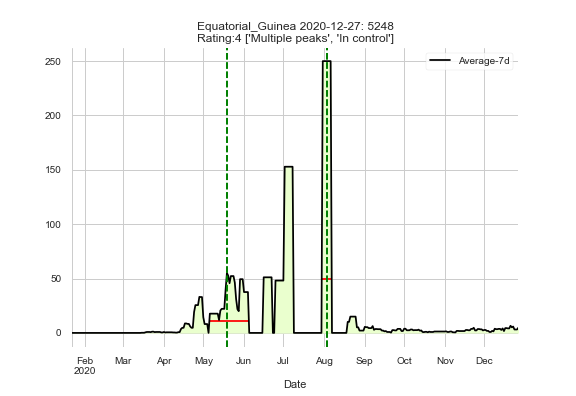 Equatorial_Guinea 2020-12-27: 5248
Rating:4 ['Multiple peaks', 'In control']
Average-7d
250
200
150
100
50
0
Feb Mar Apr May Jun Jul Aug Sep Oct Nov Dec
2020
Date